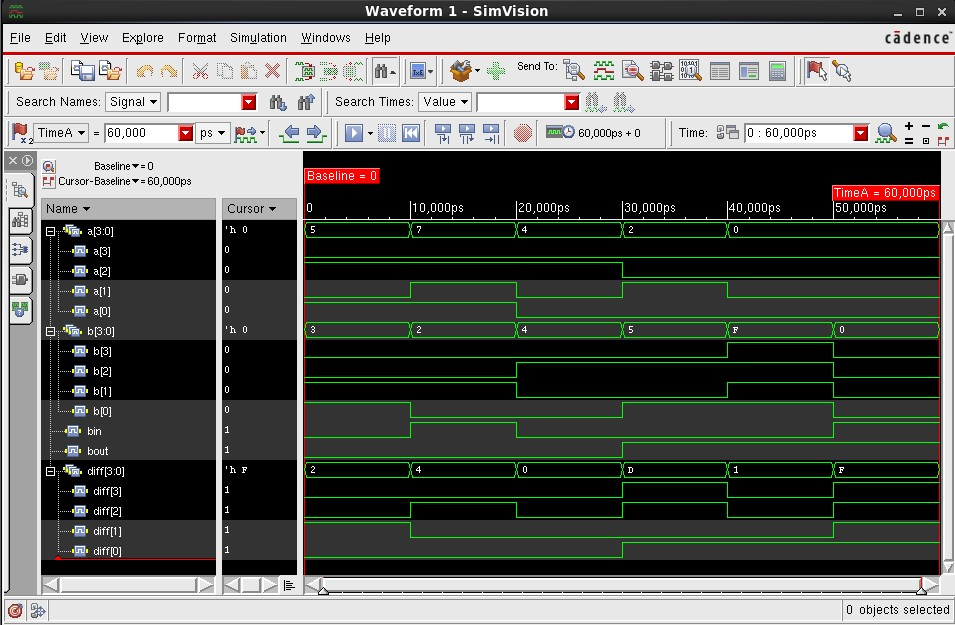 Waveform 1 - SimVision
File Edit View Explore Format Simulation Windows Help
cādence
Send To:
Search Names: Signal
Search Times: Value
TimeA = 60,000 ps
60,000ps + 0
Time: 0 : 60,000ps
Baseline = 0
Cursor-Baseline = 60,000ps
Baseline = 0
TimeA = 60,000ps
Name Cursor
0 10,000ps 20,000ps 30,000ps 40,000ps 50,000ps
a[3:0] 'h 0 5 7 4 2 0
a[3] 0
a[2] 0
a[1] 0
a[0] 0
b[3:0] 'h 0 3 2 4 5 F 0
b[3] 0
b[2] 0
b[1] 0
b[0] 0
bin 1
bout 1
diff[3:0] 'h F 2 4 0 D 1 F
diff[3] 1
diff[2] 1
diff[1] 1
diff[0] 1
0 objects selected